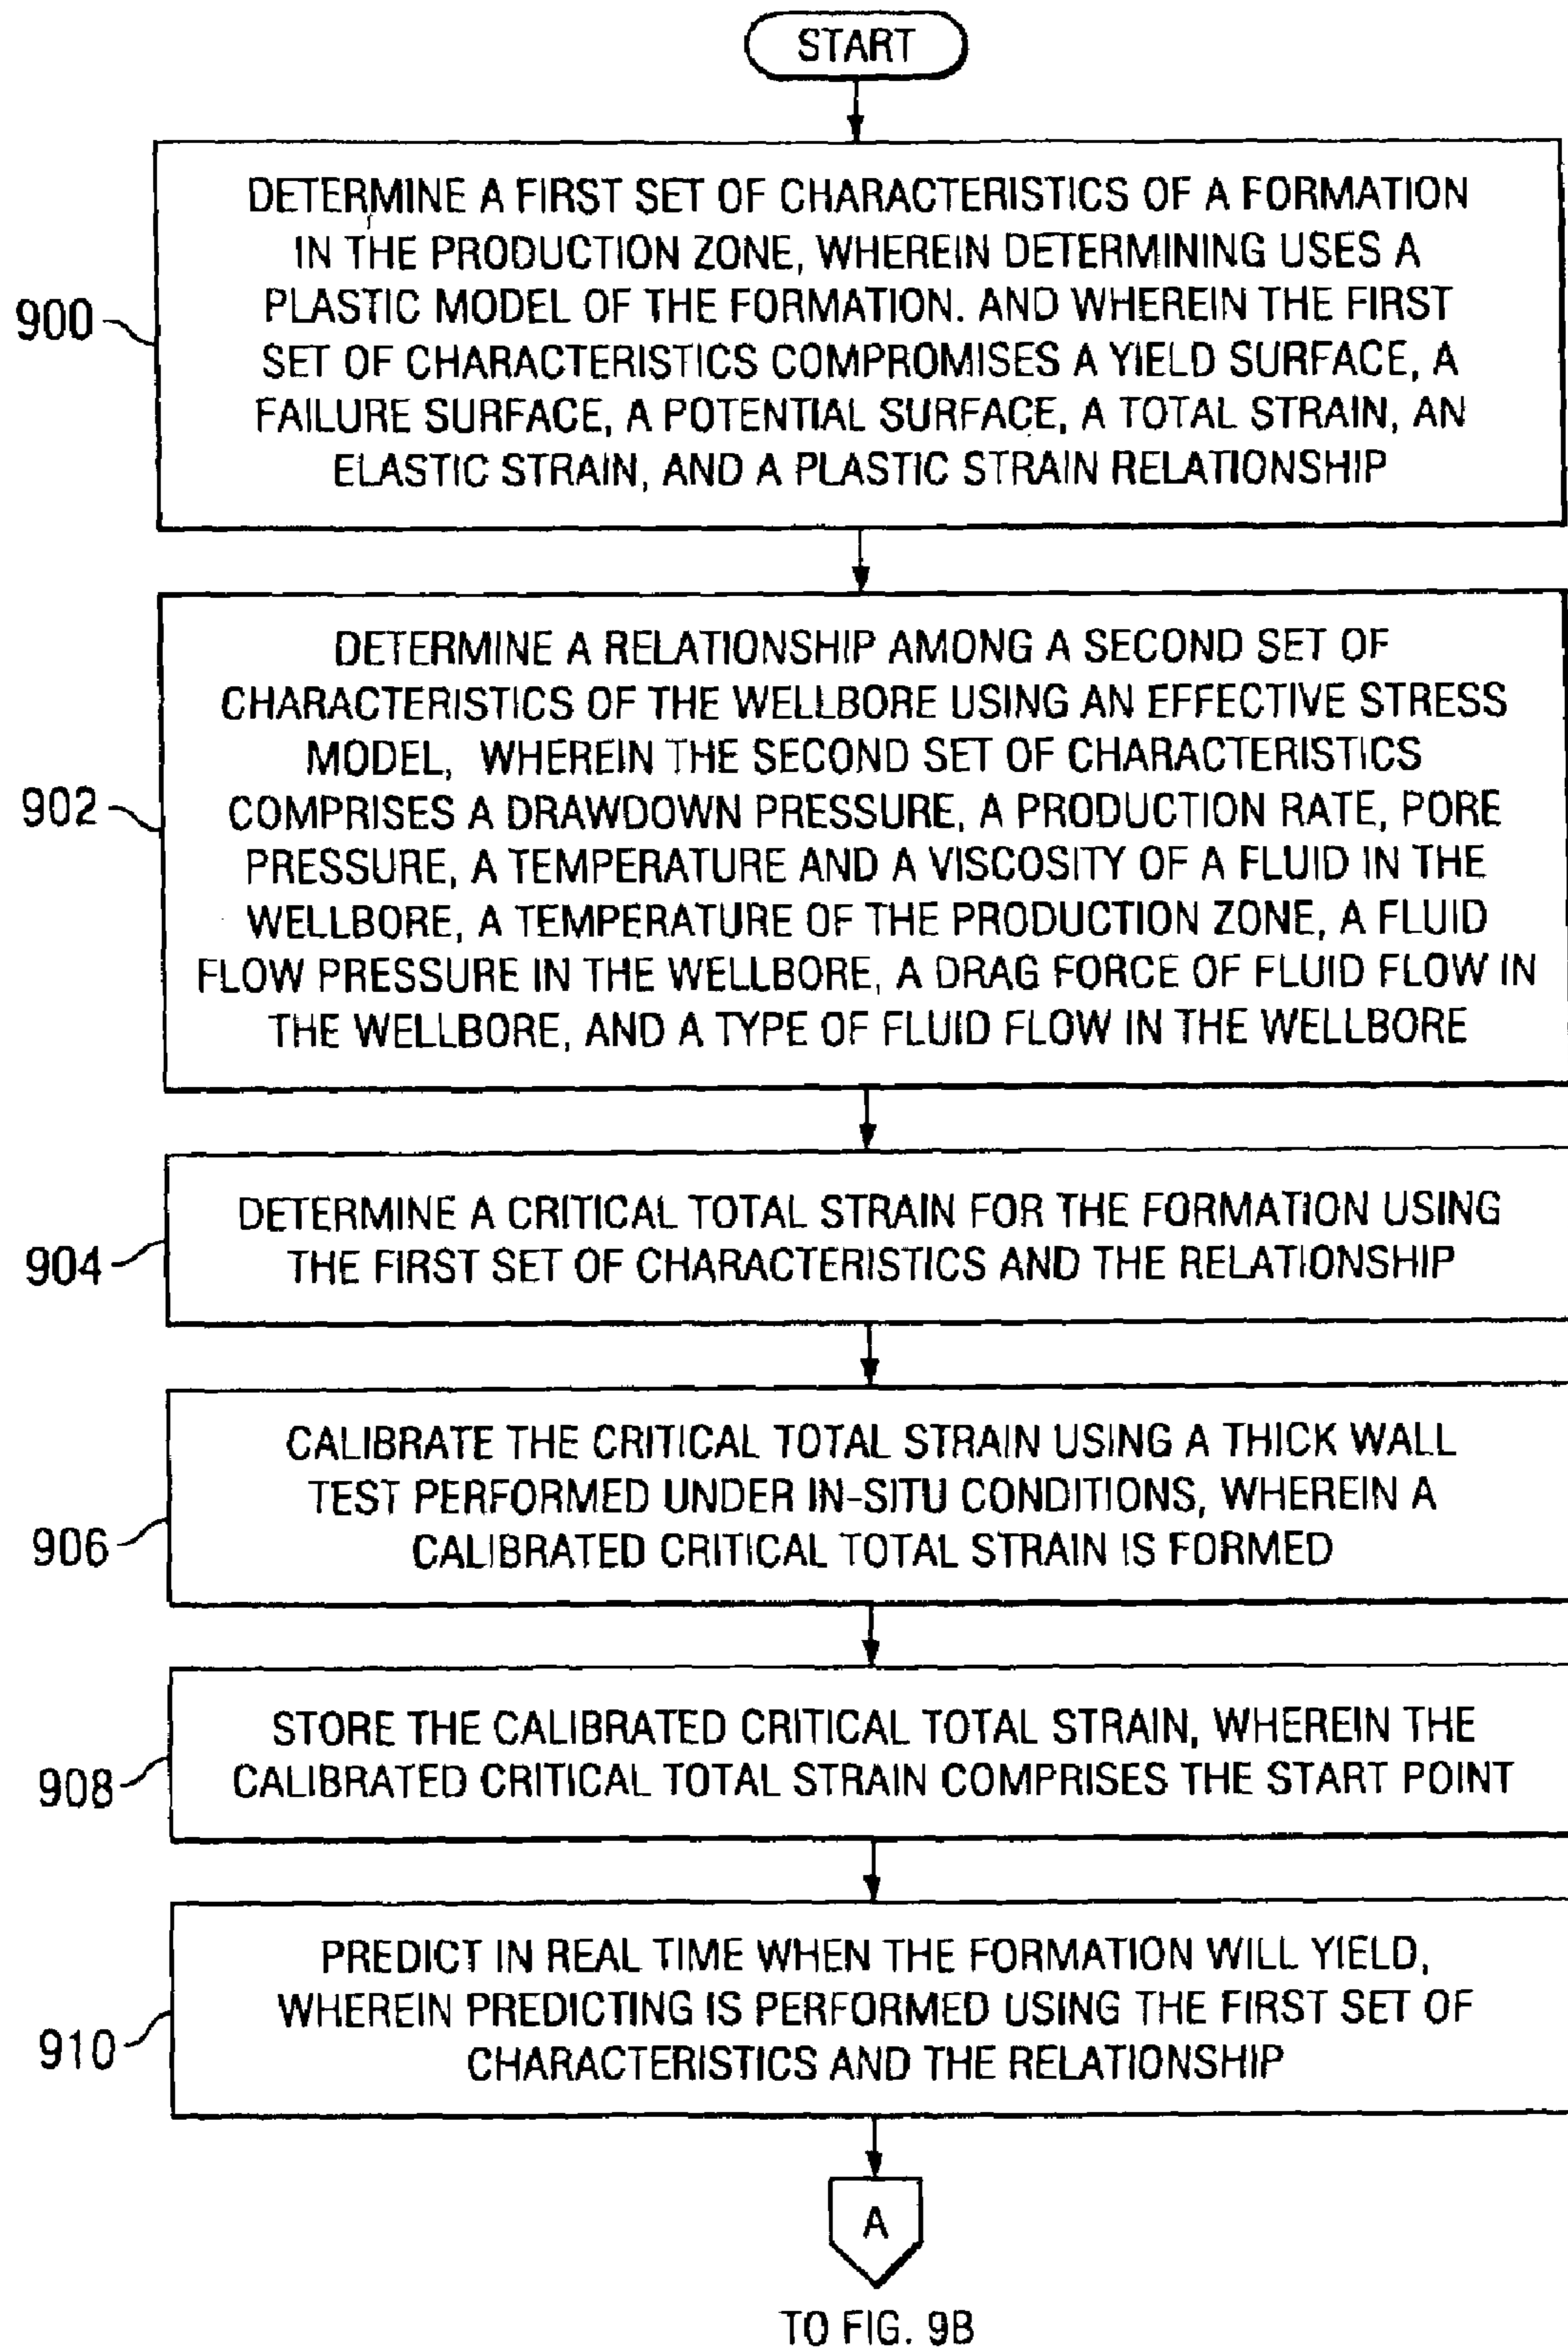 START
DETERMINE A FIRST SET OF CHARACTERISTICS OF A FORMATION
IN THE PRODUCTION ZONE, WHEREIN DETERMINING USES A
PLASTIC MODEL OF THE FORMATION. AND WHEREIN THE FIRST
SET OF CHARACTERISTICS COMPROMISES A YIELD SURFACE, A
FAILURE SURFACE, A POTENTIAL SURFACE, A TOTAL STRAIN, AN
ELASTIC STRAIN, AND A PLASTIC STRAIN RELATIONSHIP
900
DETERMINE A RELATIONSHIP AMONG A SECOND SET OF
CHARACTERISTICS OF THE WELLBORE USING AN EFFECTIVE STRESS
MODEL, WHEREIN THE SECOND SET OF CHARACTERISTICS
COMPRISES A DRAWDOWN PRESSURE, A PRODUCTION RATE, PORE
PRESSURE, A TEMPERATURE AND A VISCOSITY OF A FLUID IN THE
WELLBORE, A TEMPERATURE OF THE PRODUCTION ZONE, A FLUID
FLOW PRESSURE IN THE WELLBORE, A DRAG FORCE OF FLUID FLOW IN
THE WELLBORE, AND A TYPE OF FLUID FLOW IN THE WELLBORE
902
DETERMINE A CRITICAL TOTAL STRAIN FOR THE FORMATION USING
THE FIRST SET OF CHARACTERISTICS AND THE RELATIONSHIP
904
CALIBRATE THE CRITICAL TOTAL STRAIN USING A THICK WALL
TEST PERFORMED UNDER IN-SITU CONDITIONS, WHEREIN A
CALIBRATED CRITICAL TOTAL STRAIN IS FORMED
906
STORE THE CALIBRATED CRITICAL TOTAL STRAIN, WHEREIN THE
CALIBRATED CRITICAL TOTAL STRAIN COMPRISES THE START POINT
908
PREDICT IN REAL TIME WHEN THE FORMATION WILL YIELD,
WHEREIN PREDICTING IS PERFORMED USING THE FIRST SET OF
CHARACTERISTICS AND THE RELATIONSHIP
910
A
TO FIG. 9B